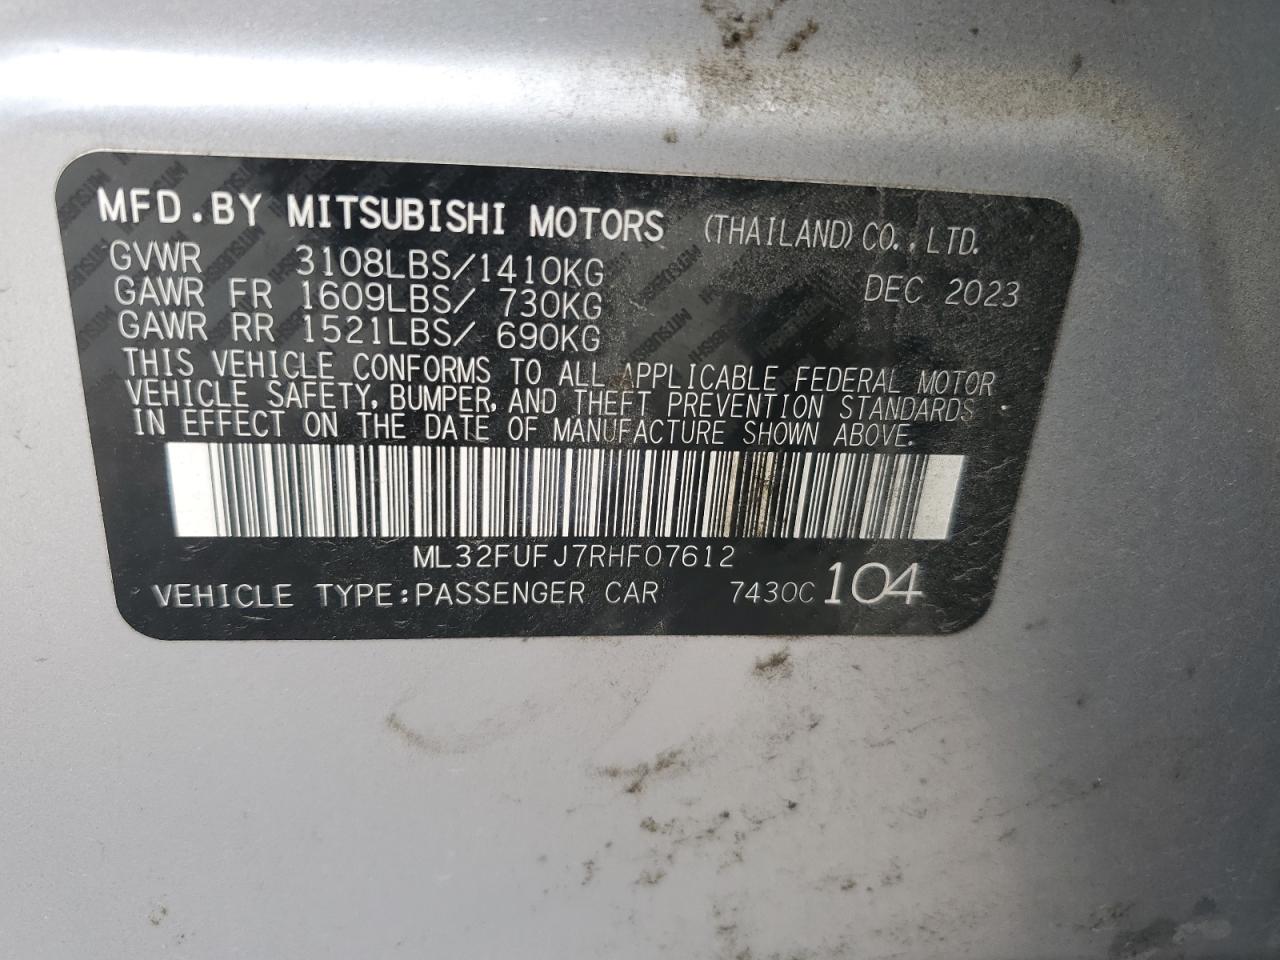 MFD.BY MITSUBISHI MOTORS (THAILAND) CO., LTD.
GVWR 3108LBS/1410KG
DEC 2023
GAWR FR 1609LBS/ 730KG
GAWR RR 1521LBS/ 690KG
THIS VEHICLE CONFORMS TO ALL APPLICABLE FEDERAL MOTOR
VEHICLE SAFETY, BUMPER, AND THEFT PREVENTION STANDARDS
IN EFFECT ON THE DATE OF MANUFACTURE SHOWN ABOVE.
ML32FUFJ7RHF07612
VEHICLE TYPE:PASSENGER CAR 7430C 104